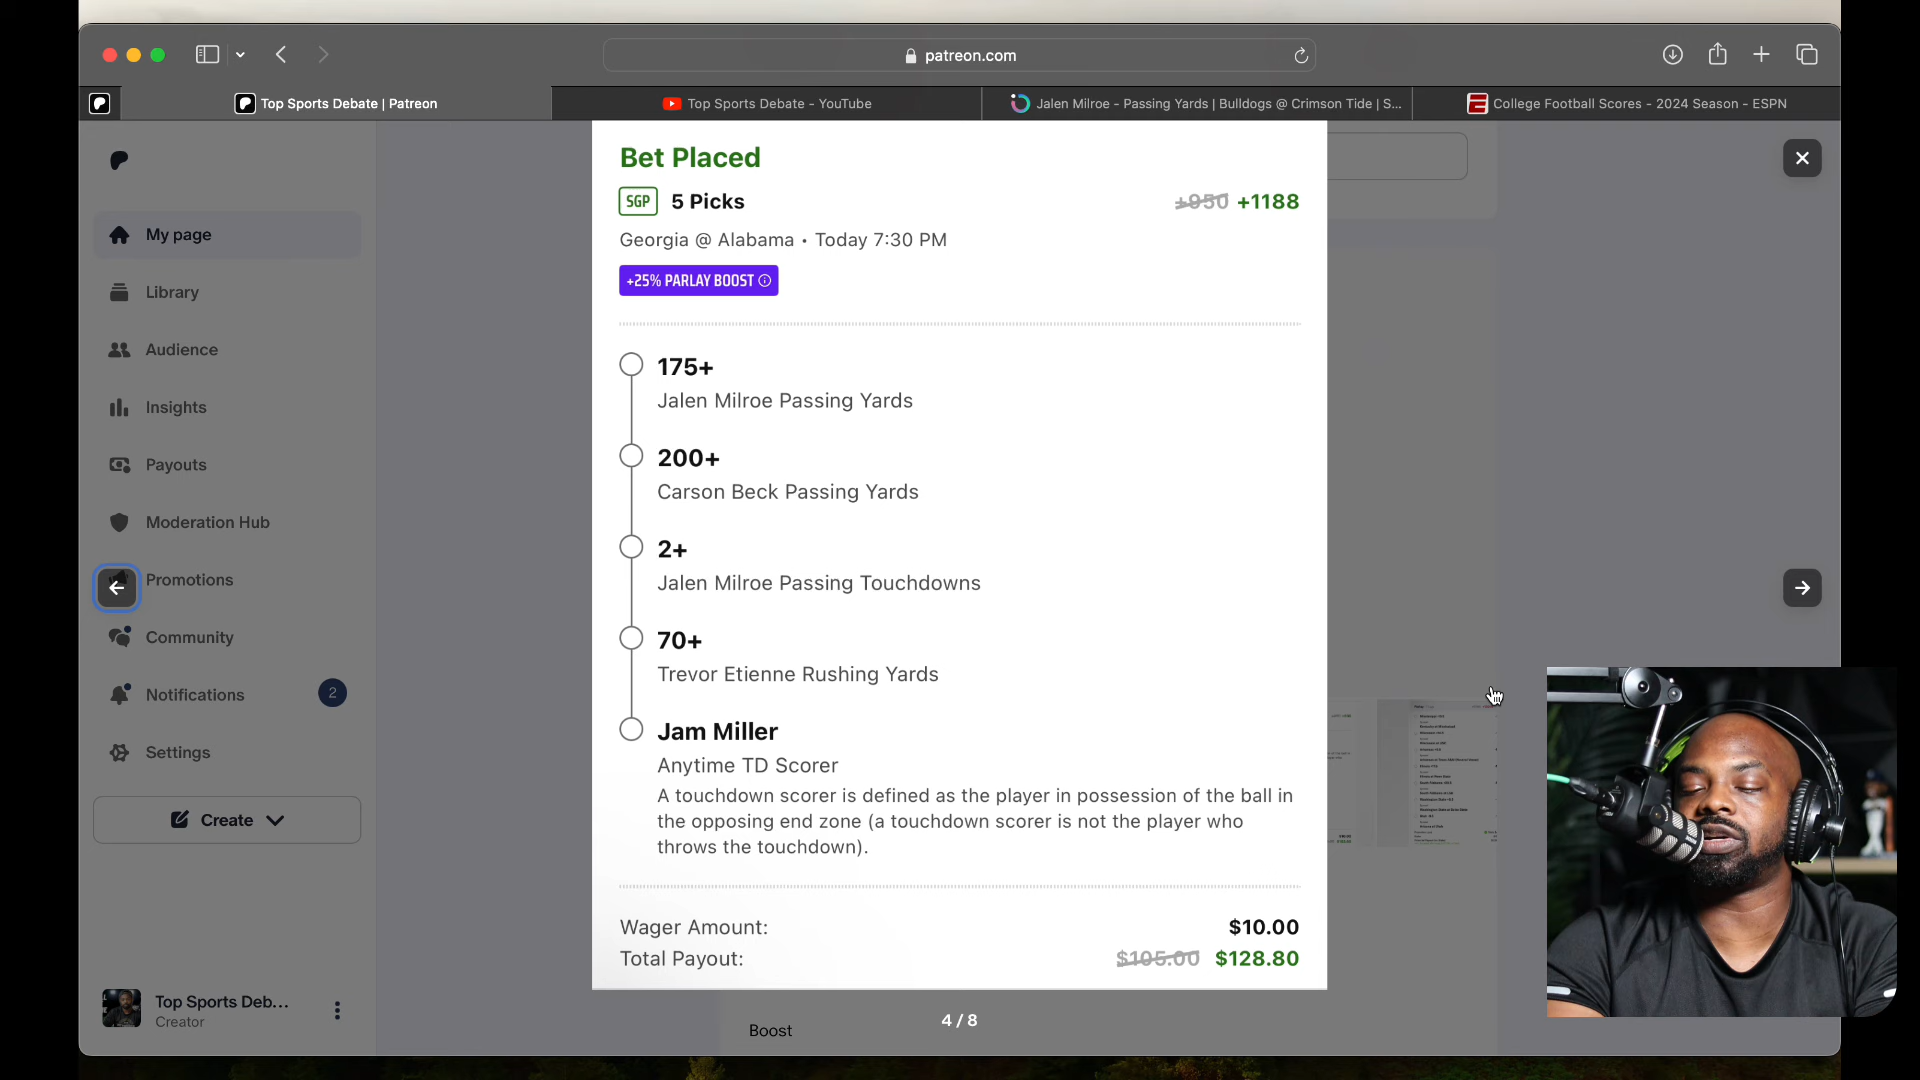 patreon.com
Top Sports Debate | Patreon
Top Sports Debate - YouTube
Jalen Milroe - Passing Yards | Bulldogs @ Crimson Tide | S...
College Football Scores - 2024 Season - ESPN
My page
Library
Audience
Insights
Payouts
Moderation Hub
Promotions
Community
Notifications
2
Settings
Create
Top Sports Deb...
Creator
Bet Placed
SGP 5 Picks +950 +1188
Georgia @ Alabama • Today 7:30 PM
+25% PARLAY BOOST
175+
Jalen Milroe Passing Yards
200+
Carson Beck Passing Yards
2+
Jalen Milroe Passing Touchdowns
70+
Trevor Etienne Rushing Yards
Jam Miller
Anytime TD Scorer
A touchdown scorer is defined as the player in possession of the ball in
the opposing end zone (a touchdown scorer is not the player who
throws the touchdown).
Wager Amount: $10.00
Total Payout: $105.00 $128.80
4 / 8
Boost